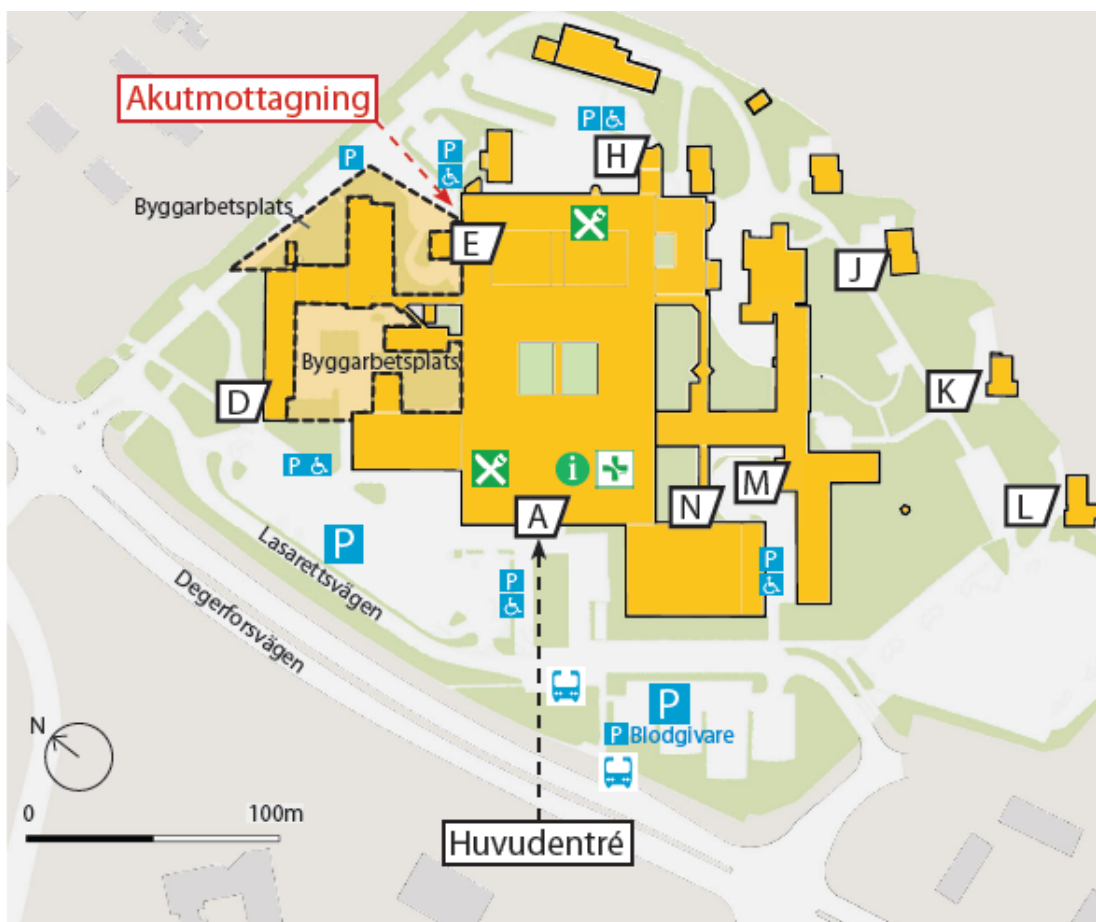 Akutmottagning
P
H
P
P
Byggarbetsplats
E
J
Byggarbetsplats
K
D
P
i
M
L
N
A
P
P
P
Lasarettsvägen
Degerforsvägen
P
P Blodgivare
N
0 100m
Huvudentré